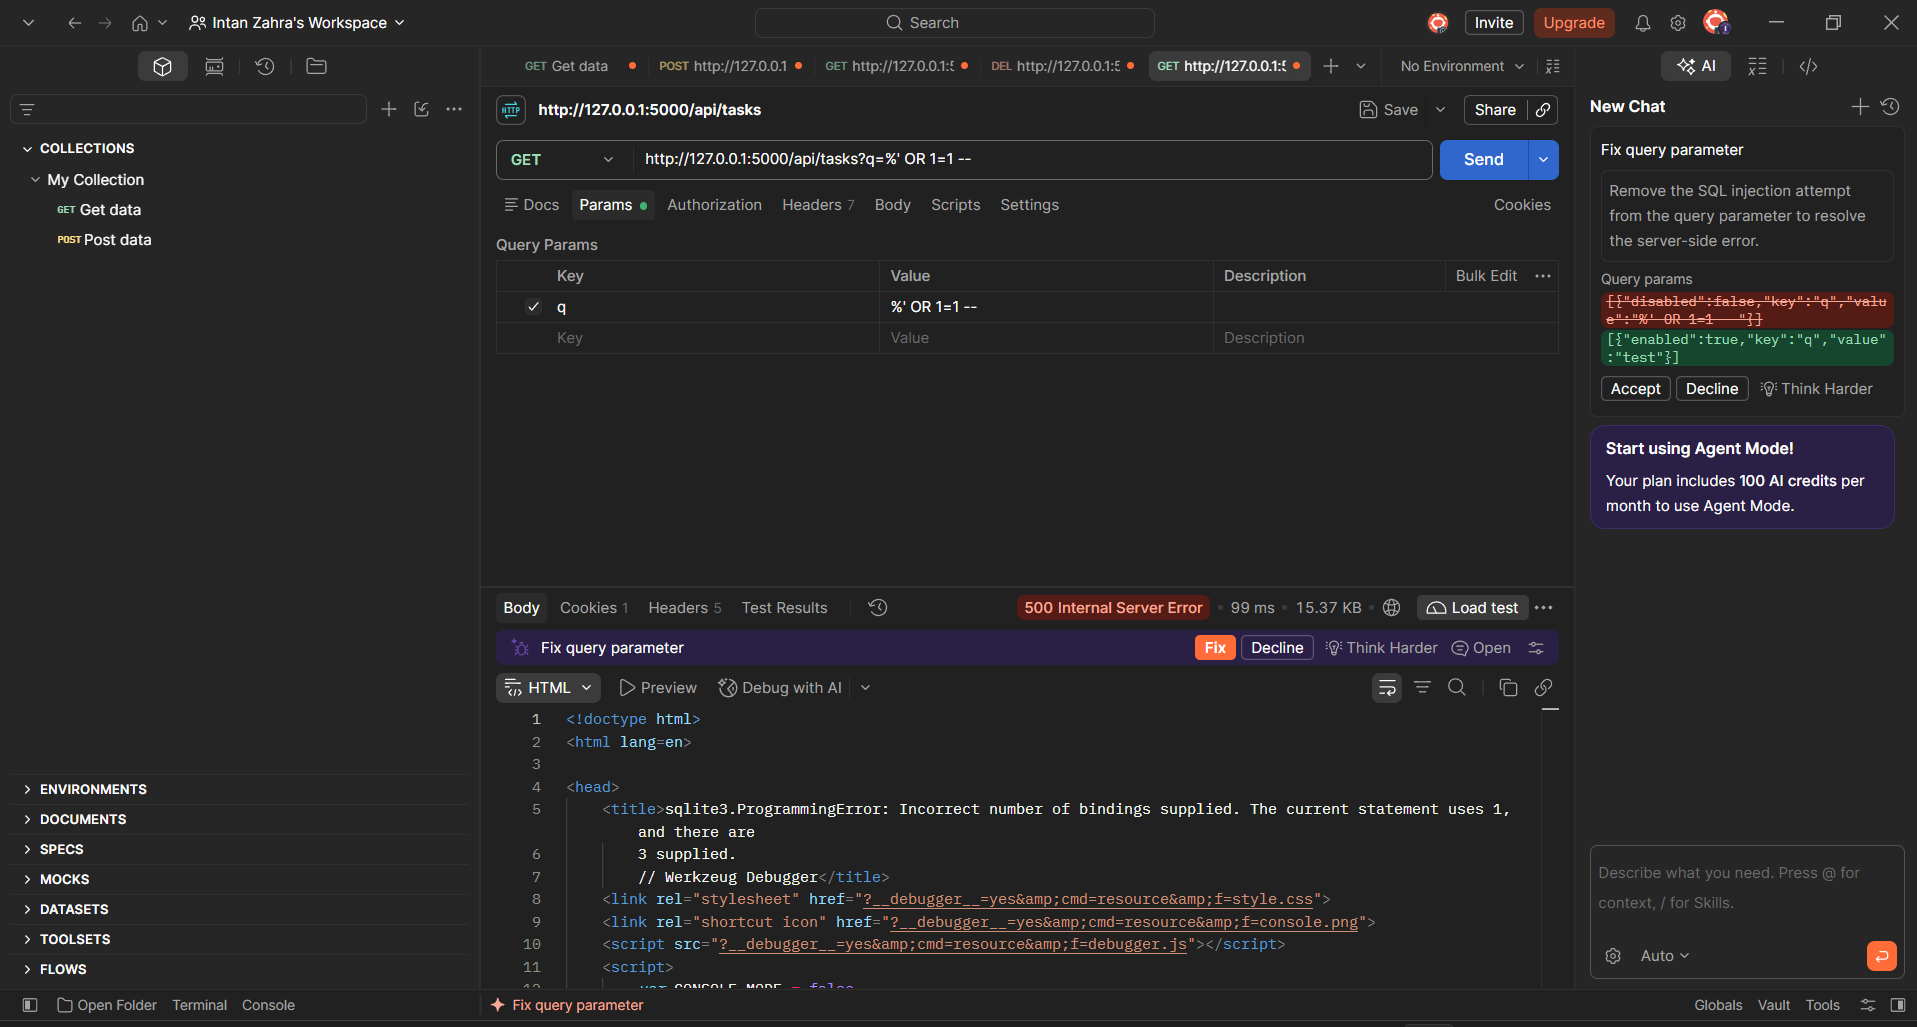 Intan Zahra's Workspace
Search
Invite
Upgrade
GET Get data
POST http://127.0.0.1
GET http://127.0.0.1:5
DEL http://127.0.0.1:5
GET http://127.0.0.1:5
No Environment
AI
HTTP http://127.0.0.1:5000/api/tasks
Save
Share
New Chat
COLLECTIONS
My Collection
GET Get data
POST Post data
GET
http://127.0.0.1:5000/api/tasks?q=%' OR 1=1 --
Send
Docs
Params
Authorization
Headers 7
Body
Scripts
Settings
Cookies
Query Params
Key Value Description Bulk Edit
q %' OR 1=1 --
Key Value Description
Fix query parameter
Remove the SQL injection attempt
from the query parameter to resolve
the server-side error.
Query params
[{"disabled":false,"key":"q","valu
e":"%' OR 1=1 --"}]
[{"enabled":true,"key":"q","value"
:"test"}]
Accept
Decline
Think Harder
Start using Agent Mode!
Your plan includes 100 AI credits per
month to use Agent Mode.
Body
Cookies 1
Headers 5
Test Results
500 Internal Server Error
99 ms
15.37 KB
Load test
Fix query parameter
Fix
Decline
Think Harder
Open
HTML
Preview
Debug with AI
1 <!doctype html>
2 <html lang=en>
3
4 <head>
5 <title>sqlite3.ProgrammingError: Incorrect number of bindings supplied. The current statement uses 1,
and there are
6 3 supplied.
7 // Werkzeug Debugger</title>
8 <link rel="stylesheet" href="?__debugger__=yes&amp;cmd=resource&amp;f=style.css">
9 <link rel="shortcut icon" href="?__debugger__=yes&amp;cmd=resource&amp;f=console.png">
10 <script src="?__debugger__=yes&amp;cmd=resource&amp;f=debugger.js"></script>
11 <script>
12 var CONSOLE_MODE = false
ENVIRONMENTS
DOCUMENTS
SPECS
MOCKS
DATASETS
TOOLSETS
FLOWS
Describe what you need. Press @ for
context, / for Skills.
Auto
Open Folder
Terminal
Console
Fix query parameter
Globals
Vault
Tools